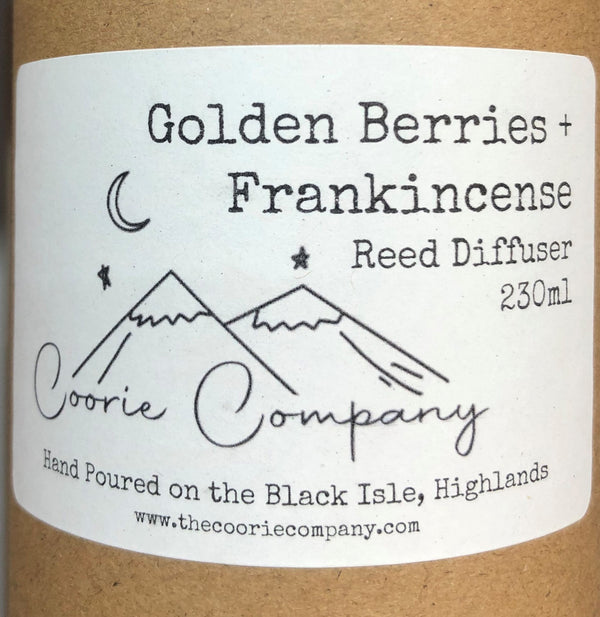 Golden Berries +
Frankincense
Reed Diffuser
230ml
Coorie Company
Hand Poured on the Black Isle, Highlands
www.thecooriecompany.com